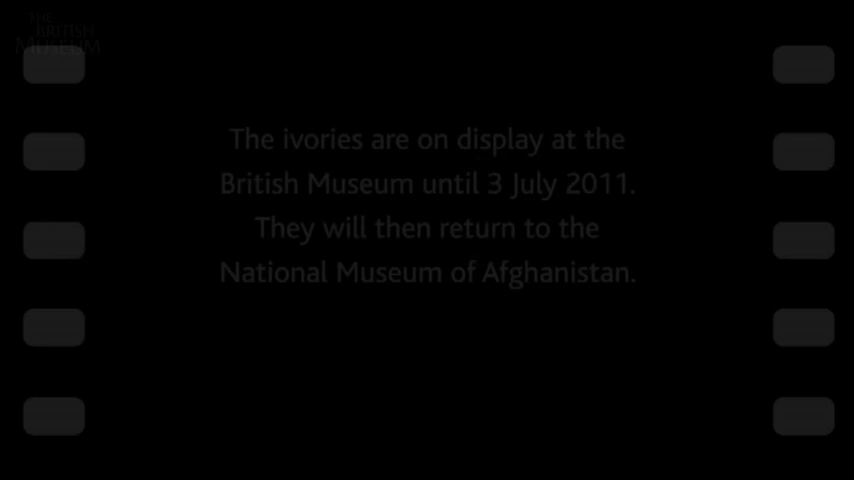 THE
BRITISH
MUSEUM
The ivories are on display at the
British Museum until 3 July 2011.
They will then return to the
National Museum of Afghanistan.